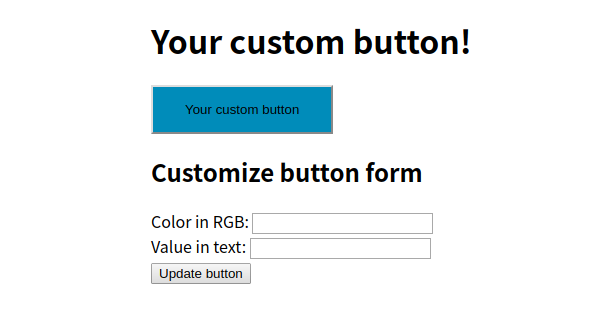 Your custom button!
Your custom button
Customize button form
Color in RGB:
Value in text:
Update button